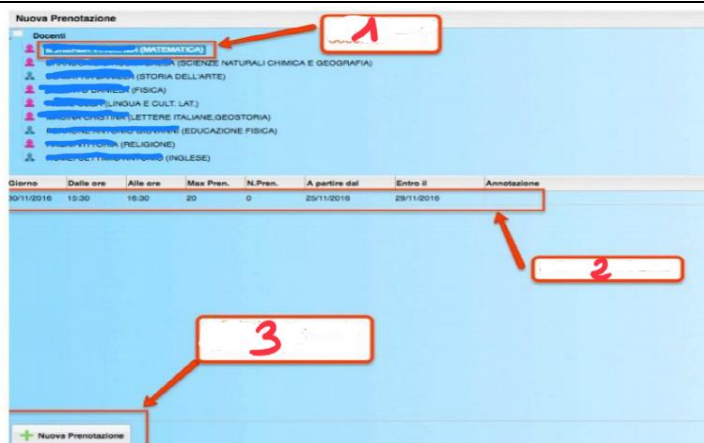 Nuova Prenotazione
1
Docenti
(MATEMATICA)
(SCIENZE NATURALI CHIMICA E GEOGRAFIA)
(STORIA DELL'ARTE)
(FISICA)
(LINGUA E CULT. LAT.)
CRISTINA (LETTERE ITALIANE,GEOSTORIA)
(EDUCAZIONE FISICA)
(RELIGIONE)
(INGLESE)
Giorno Dalle ore Alle ore Max Pren. N.Pren. A partire dal Entro il Annotazione
30/11/2016 15:30 16:30 20 0 25/11/2016 29/11/2016
2
3
Nuova Prenotazione